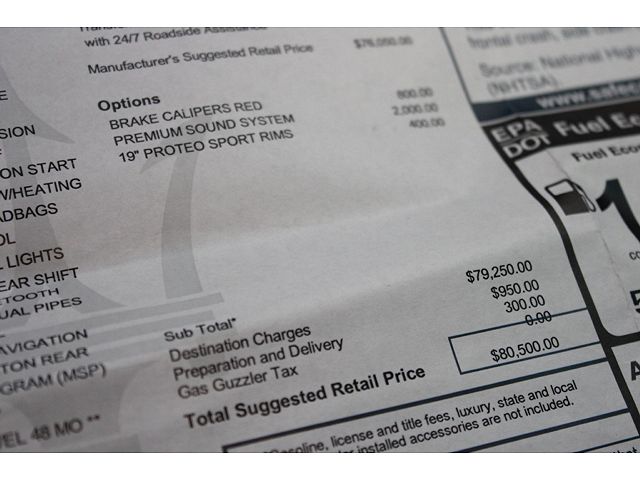 with 24/7 Roadside Assistance
Manufacturer's Suggested Retail Price $76,050.00
Options
BRAKE CALIPERS RED 800.00
PREMIUM SOUND SYSTEM 2,000.00
19" PROTEO SPORT RIMS 400.00
SION
ON START
W/HEATING
ADBAGS
OL
LIGHTS
EAR SHIFT
ETOOTH
UAL PIPES
AVIGATION
TON REAR
GRAM (MSP)
VEL 48 MO **
Sub Total* $79,250.00
Destination Charges $950.00
Preparation and Delivery 300.00
Gas Guzzler Tax 0.00
Total Suggested Retail Price $80,500.00
Gasoline, license and title fees, luxury, state and local
installed accessories are not included.
frontal crash, side
Source: National High
(NHTSA).
www.safer
EPA
DOT
Fuel Ec
Fuel Econ